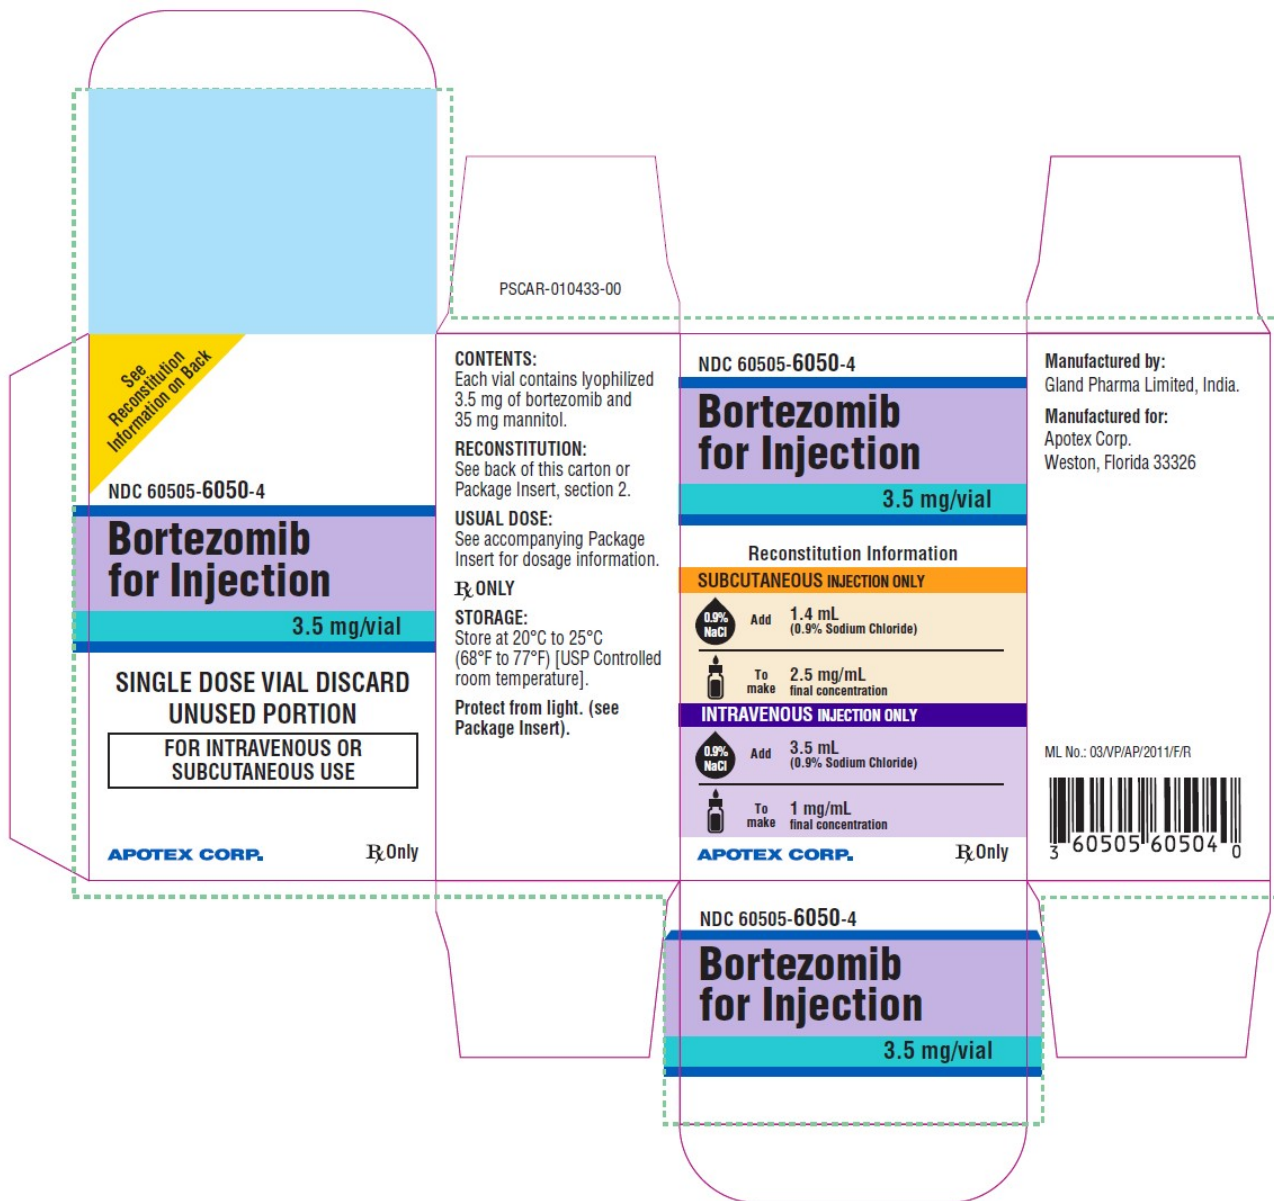 PSCAR-010433-00
See
Reconstitution
Information on Back
NDC 60505-6050-4
Bortezomib
for Injection
3.5 mg/vial
SINGLE DOSE VIAL DISCARD
UNUSED PORTION
FOR INTRAVENOUS OR
SUBCUTANEOUS USE
APOTEX CORP.
℞ Only
CONTENTS:
Each vial contains lyophilized
3.5 mg of bortezomib and
35 mg mannitol.
RECONSTITUTION:
See back of this carton or
Package Insert, section 2.
USUAL DOSE:
See accompanying Package
Insert for dosage information.
℞ ONLY
STORAGE:
Store at 20°C to 25°C
(68°F to 77°F) [USP Controlled
room temperature].
Protect from light. (see
Package Insert).
NDC 60505-6050-4
Bortezomib
for Injection
3.5 mg/vial
Reconstitution Information
SUBCUTANEOUS INJECTION ONLY
0.9%
NaCl
Add
1.4 mL
(0.9% Sodium Chloride)
To
make
2.5 mg/mL
final concentration
INTRAVENOUS INJECTION ONLY
0.9%
NaCl
Add
3.5 mL
(0.9% Sodium Chloride)
To
make
1 mg/mL
final concentration
APOTEX CORP.
℞ Only
Manufactured by:
Gland Pharma Limited, India.
Manufactured for:
Apotex Corp.
Weston, Florida 33326
ML No.: 03/VP/AP/2011/F/R
3 60505 60504 0
NDC 60505-6050-4
Bortezomib
for Injection
3.5 mg/vial